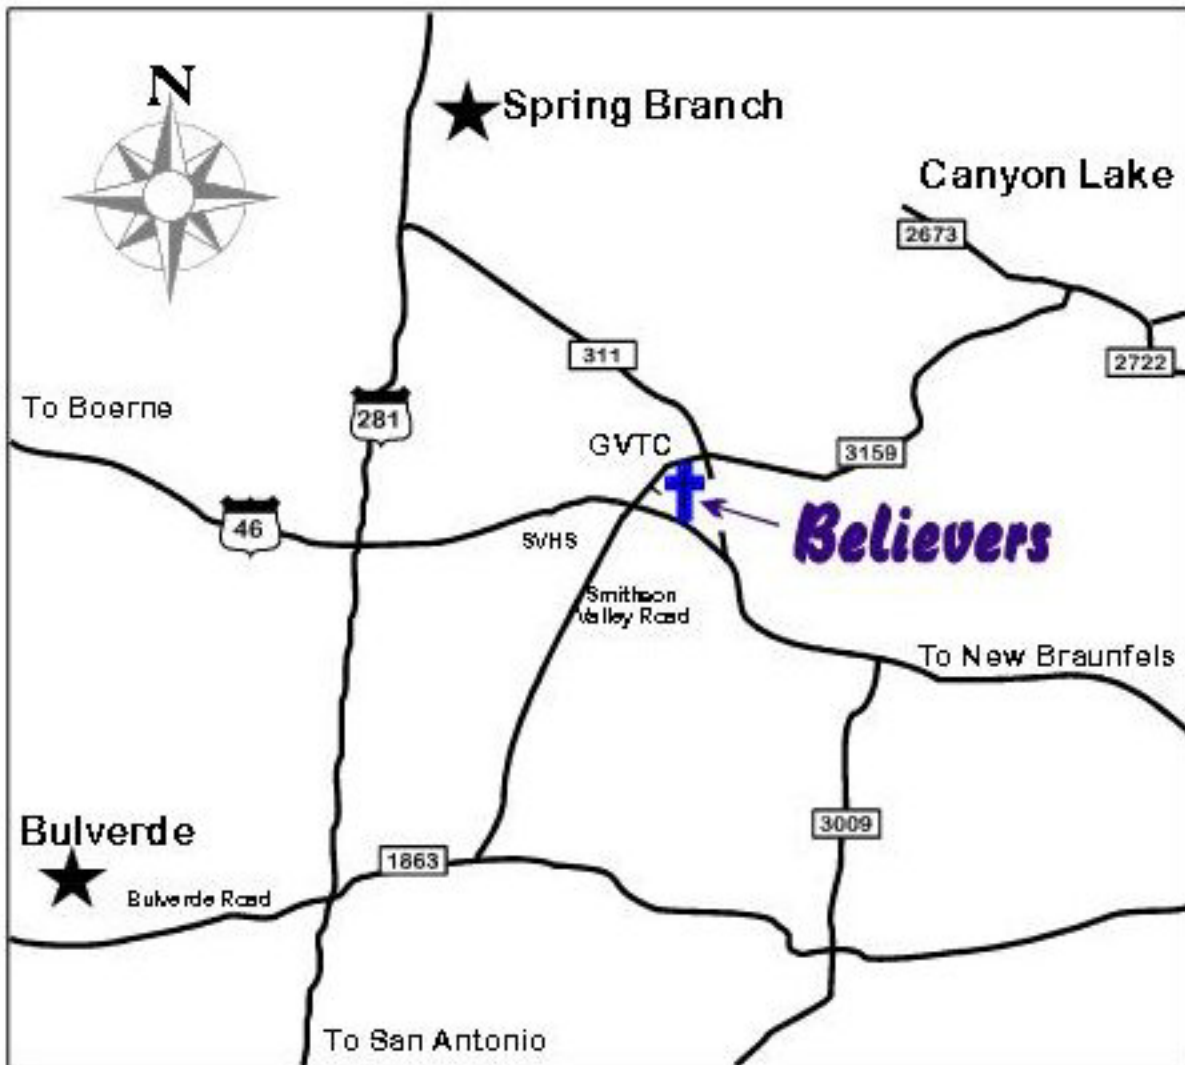 N
Spring Branch
Canyon Lake
2673
311
2722
To Boerne
281
GVTC
3159
46
SVHS
Believers
Smithson
Valley Road
To New Braunfels
3009
Bulverde
1863
Bulverde Road
To San Antonio